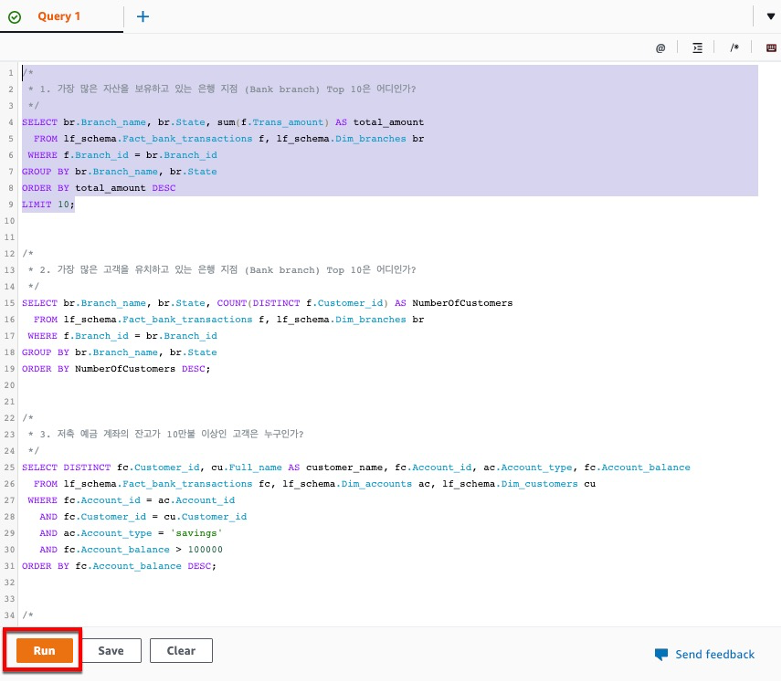 Query 1
@
/*
1 /*
2 * 1. 가장 많은 자산을 보유하고 있는 은행 지점 (Bank branch) Top 10은 어디인가?
3 */
4 SELECT br.Branch_name, br.State, sum(f.Trans_amount) AS total_amount
5 FROM lf_schema.Fact_bank_transactions f, lf_schema.Dim_branches br
6 WHERE f.Branch_id = br.Branch_id
7 GROUP BY br.Branch_name, br.State
8 ORDER BY total_amount DESC
9 LIMIT 10;
10
11
12 /*
13 * 2. 가장 많은 고객을 유치하고 있는 은행 지점 (Bank branch) Top 10은 어디인가?
14 */
15 SELECT br.Branch_name, br.State, COUNT(DISTINCT f.Customer_id) AS NumberOfCustomers
16 FROM lf_schema.Fact_bank_transactions f, lf_schema.Dim_branches br
17 WHERE f.Branch_id = br.Branch_id
18 GROUP BY br.Branch_name, br.State
19 ORDER BY NumberOfCustomers DESC;
20
21
22 /*
23 * 3. 저축 예금 계좌의 잔고가 10만불 이상인 고객은 누구인가?
24 */
25 SELECT DISTINCT fc.Customer_id, cu.Full_name AS customer_name, fc.Account_id, ac.Account_type, fc.Account_balance
26 FROM lf_schema.Fact_bank_transactions fc, lf_schema.Dim_accounts ac, lf_schema.Dim_customers cu
27 WHERE fc.Account_id = ac.Account_id
28 AND fc.Customer_id = cu.Customer_id
29 AND ac.Account_type = 'savings'
30 AND fc.Account_balance > 100000
31 ORDER BY fc.Account_balance DESC;
32
33
34 /*
Run
Save
Clear
Send feedback